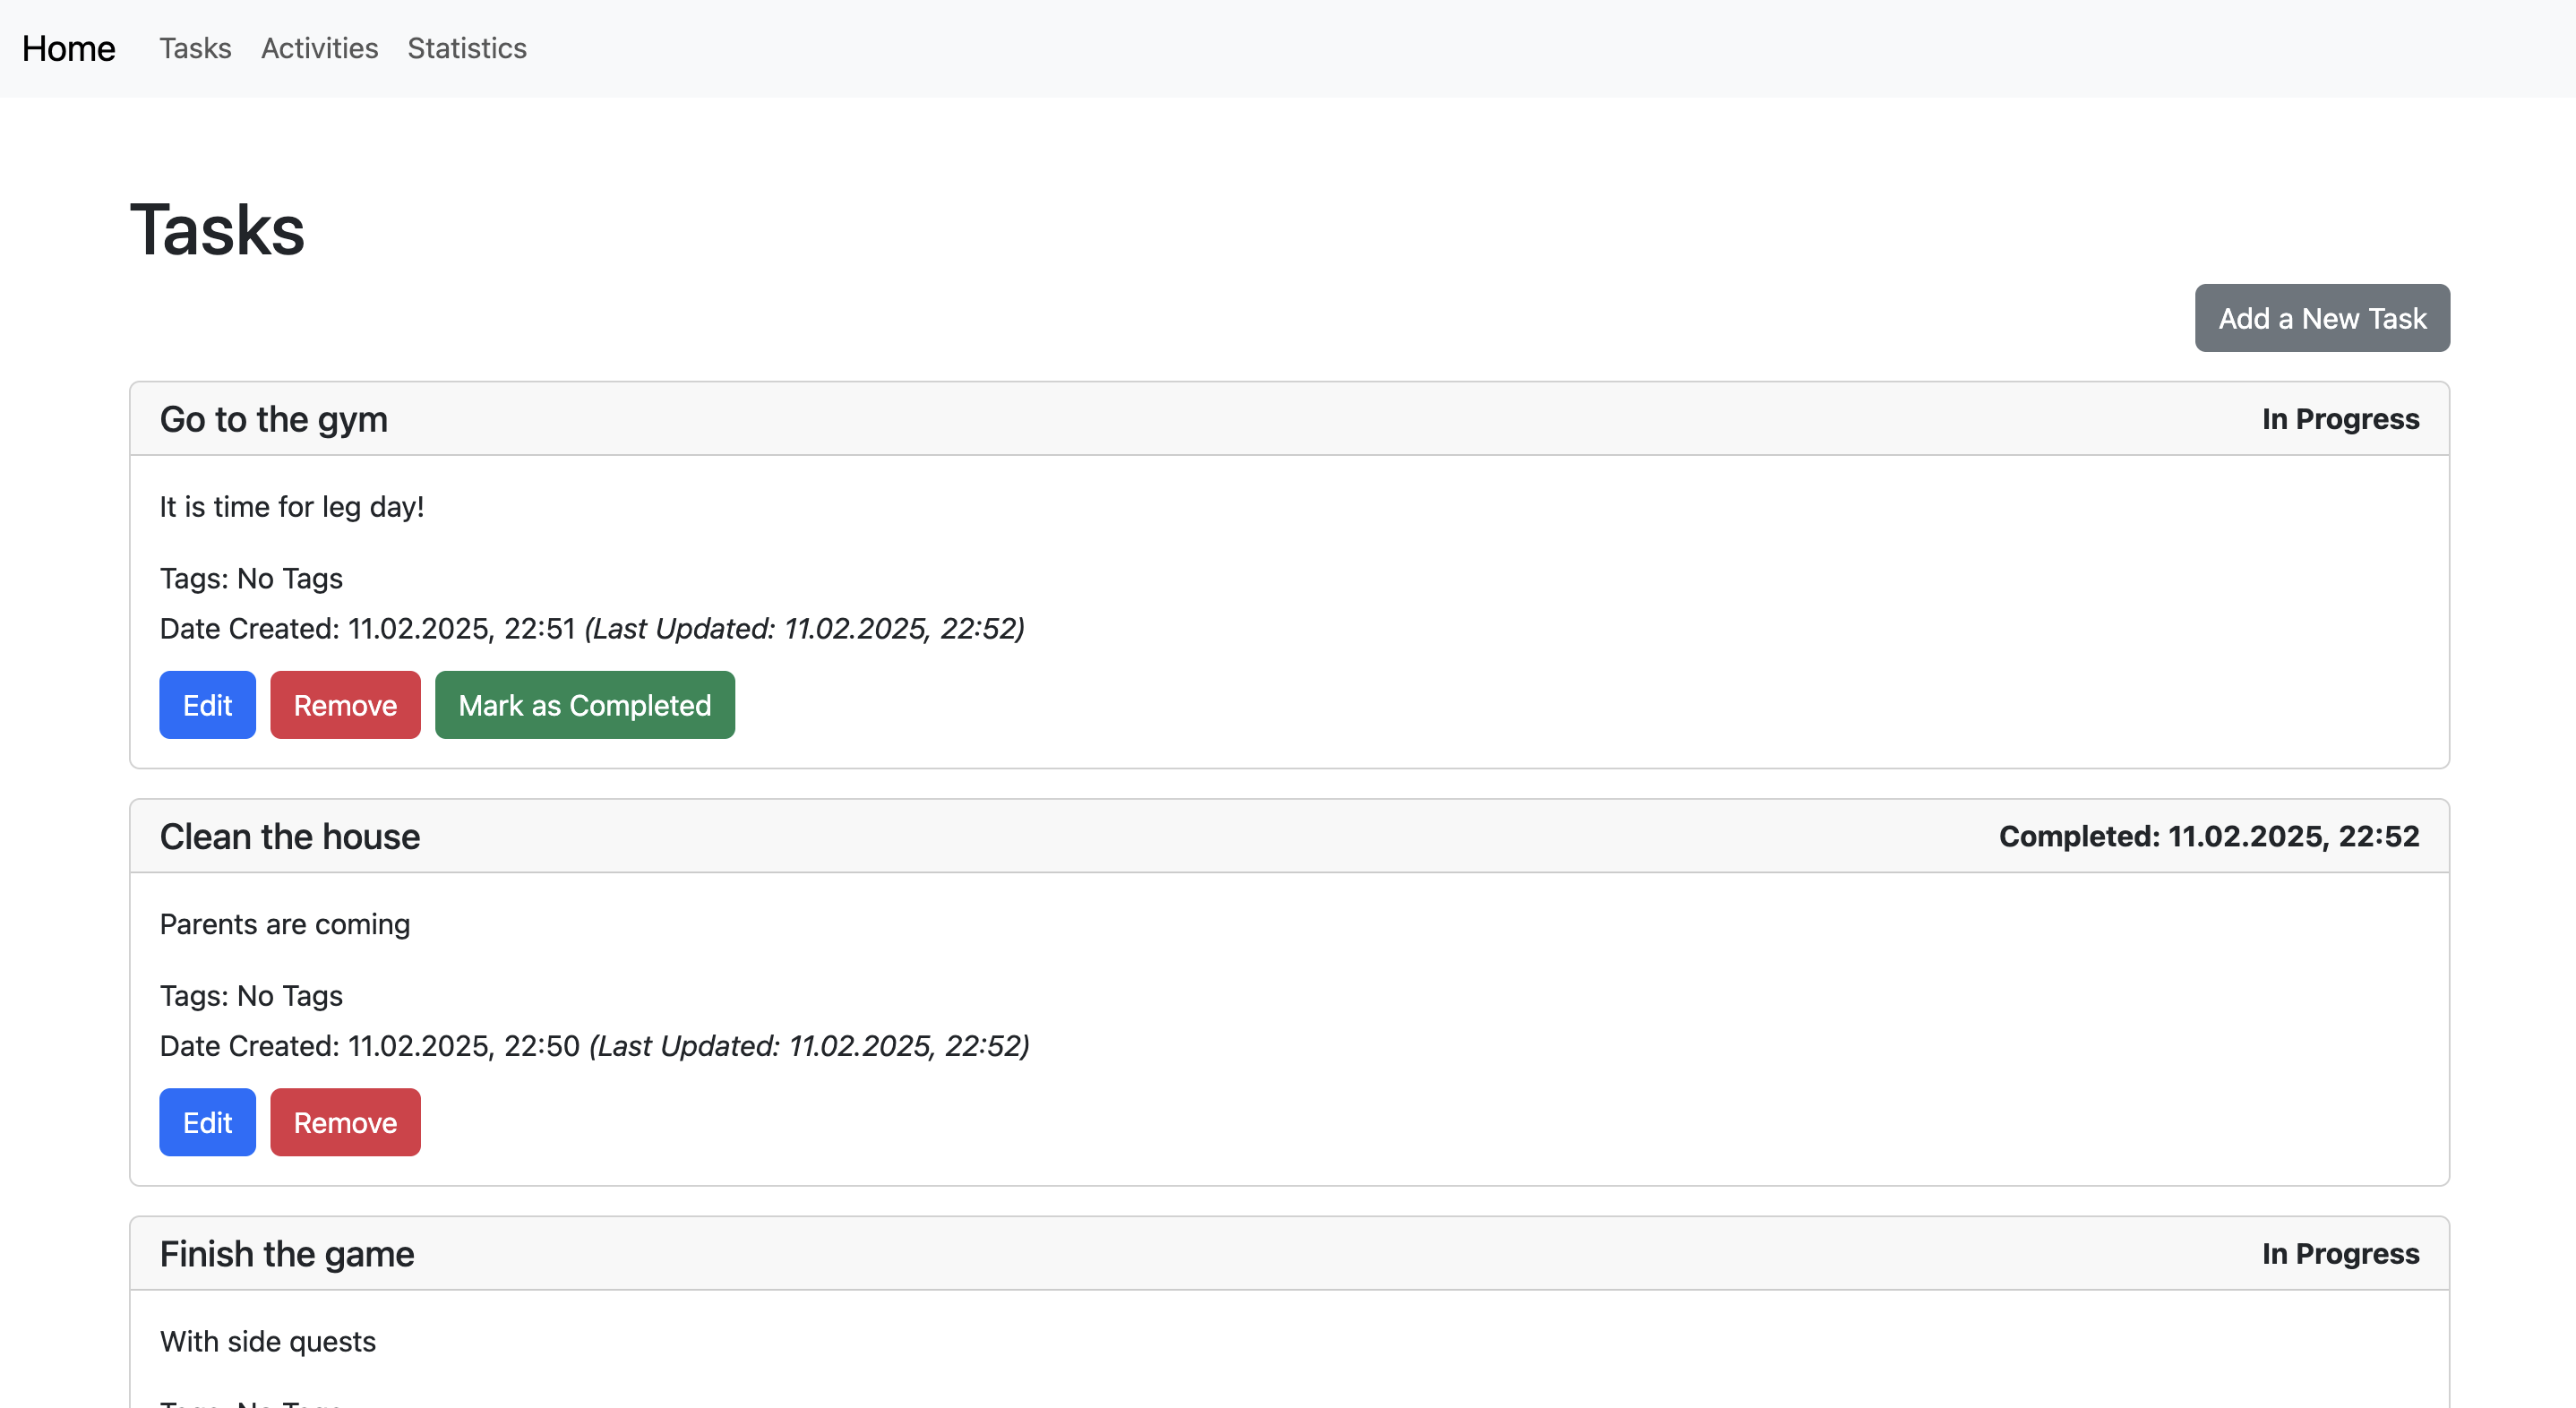 Home Tasks Activities Statistics
Tasks
Add a New Task
Go to the gym In Progress
It is time for leg day!
Tags: No Tags
Date Created: 11.02.2025, 22:51 (Last Updated: 11.02.2025, 22:52)
Edit Remove Mark as Completed
Clean the house Completed: 11.02.2025, 22:52
Parents are coming
Tags: No Tags
Date Created: 11.02.2025, 22:50 (Last Updated: 11.02.2025, 22:52)
Edit Remove
Finish the game In Progress
With side quests
Tags: No Tags